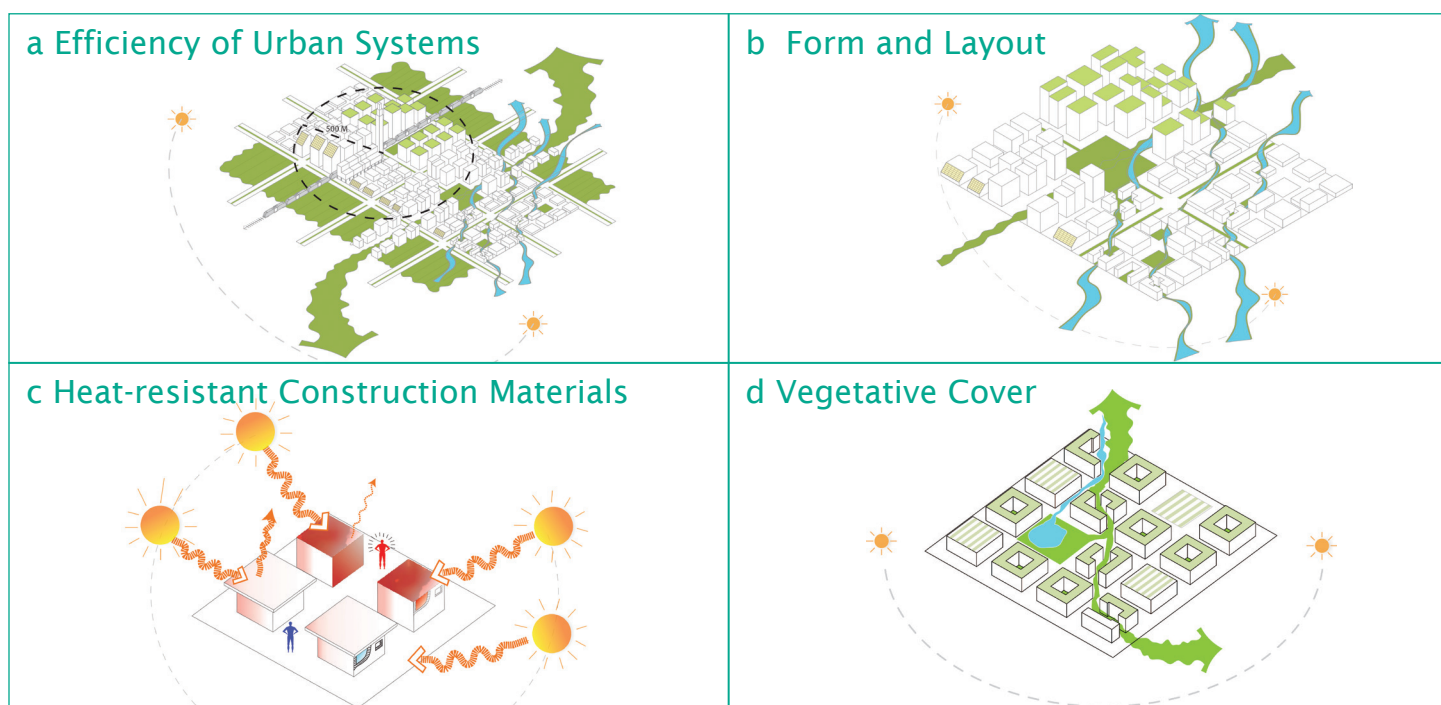 a Efficiency of Urban Systems
b Form and Layout
500 M
c Heat-resistant Construction Materials
d Vegetative Cover